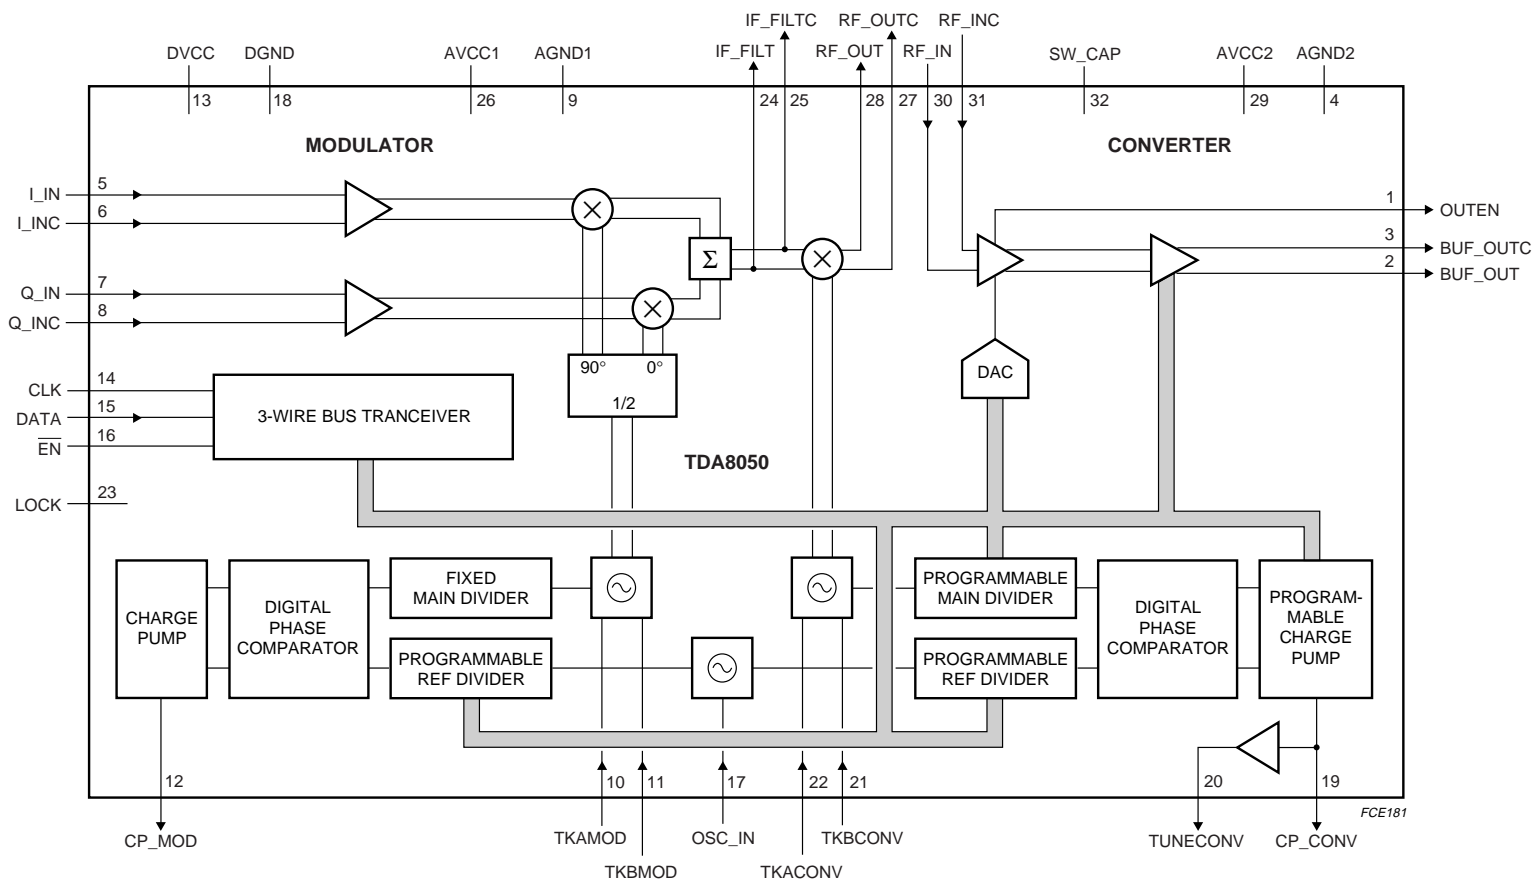 IF_FILTC RF_OUTC RF_INC
DVCC DGND AVCC1 AGND1 IF_FILT RF_OUT RF_IN SW_CAP AVCC2 AGND2
13 18 26 9 24 25 28 27 30 31 32 29 4
MODULATOR CONVERTER
I_IN 5
I_INC 6
1 OUTEN
3 BUF_OUTC
2 BUF_OUT
Σ
Q_IN 7
Q_INC 8
90° 0°
1/2
DAC
CLK 14
DATA 15
EN 16
3-WIRE BUS TRANCEIVER
TDA8050
LOCK 23
CHARGE
PUMP
DIGITAL
PHASE
COMPARATOR
FIXED
MAIN DIVIDER
PROGRAMMABLE
REF DIVIDER
PROGRAMMABLE
MAIN DIVIDER
PROGRAMMABLE
REF DIVIDER
DIGITAL
PHASE
COMPARATOR
PROGRAM-
MABLE
CHARGE
PUMP
12 10 11 17 22 21 20 19
FCE181
CP_MOD TKAMOD OSC_IN TKBCONV TUNECONV CP_CONV
TKBMOD TKACONV